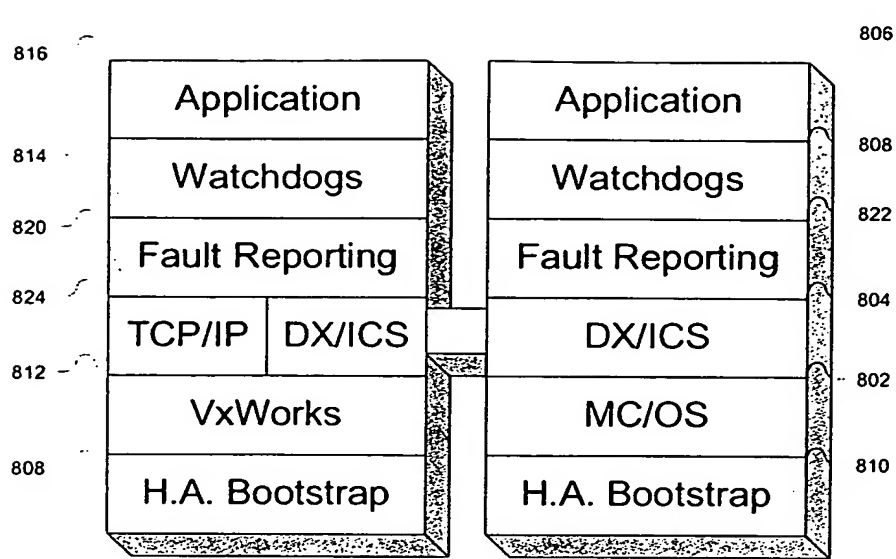 806
816
Application
Application
814
808
Watchdogs
Watchdogs
820
822
Fault Reporting
Fault Reporting
824
804
TCP/IP
DX/ICS
DX/ICS
812
802
VxWorks
MC/OS
808
810
H.A. Bootstrap
H.A. Bootstrap